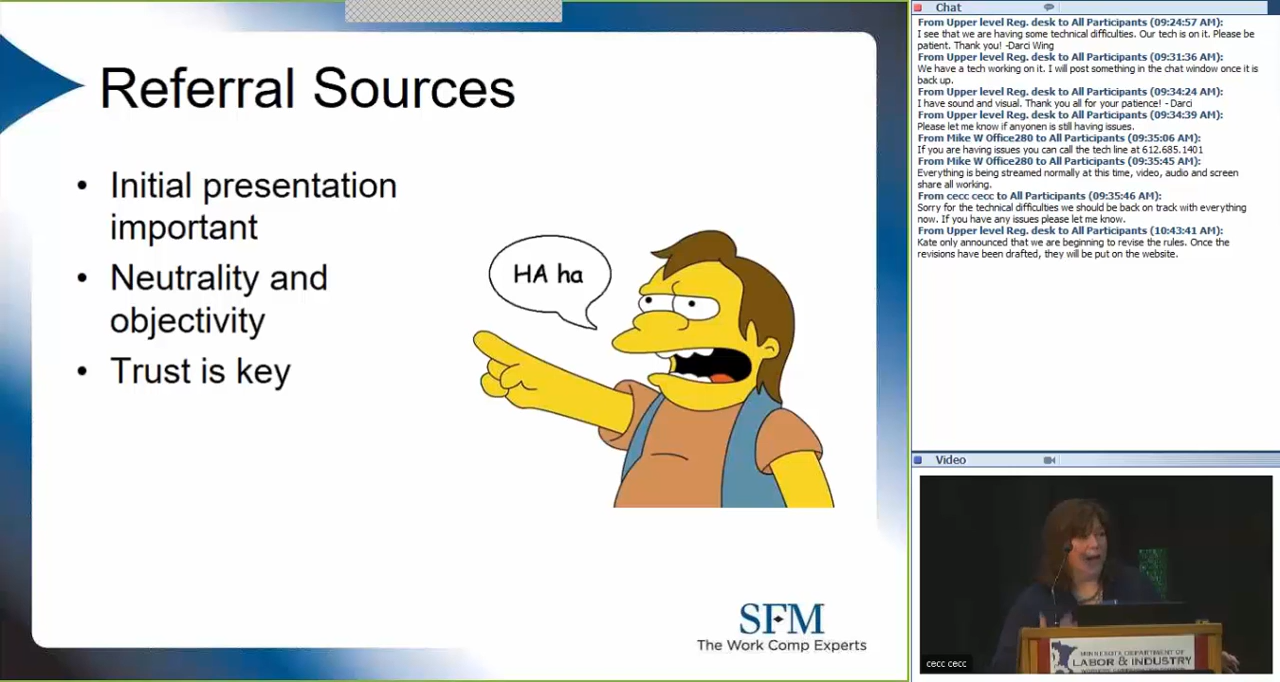 Referral Sources
• Initial presentation
important
• Neutrality and
objectivity
• Trust is key
HA ha
SFM
The Work Comp Experts
Chat
From Upper level Reg. desk to All Participants (09:24:57 AM):
I see that we are having some technical difficulties. Our tech is on it. Please be
patient. Thank you! -Darci Wing
From Upper level Reg. desk to All Participants (09:31:36 AM):
We have a tech working on it. I will post something in the chat window once it is
back up.
From Upper level Reg. desk to All Participants (09:34:24 AM):
I have sound and visual. Thank you all for your patience! - Darci
From Upper level Reg. desk to All Participants (09:34:39 AM):
Please let me know if anyonen is still having issues.
From Mike W Office280 to All Participants (09:35:06 AM):
If you are having issues you can call the tech line at 612.685.1401
From Mike W Office280 to All Participants (09:35:45 AM):
Everything is being streamed normally at this time, video, audio and screen
share all working.
From cecc cecc to All Participants (09:35:46 AM):
Sorry for the technical difficulties we should be back on track with everything
now. If you have any issues please let me know.
From Upper level Reg. desk to All Participants (10:43:41 AM):
Kate only announced that we are beginning to revise the rules. Once the
revisions have been drafted, they will be put on the website.
Video
MINNESOTA DEPARTMENT OF
LABOR & INDUSTRY
cecc cecc